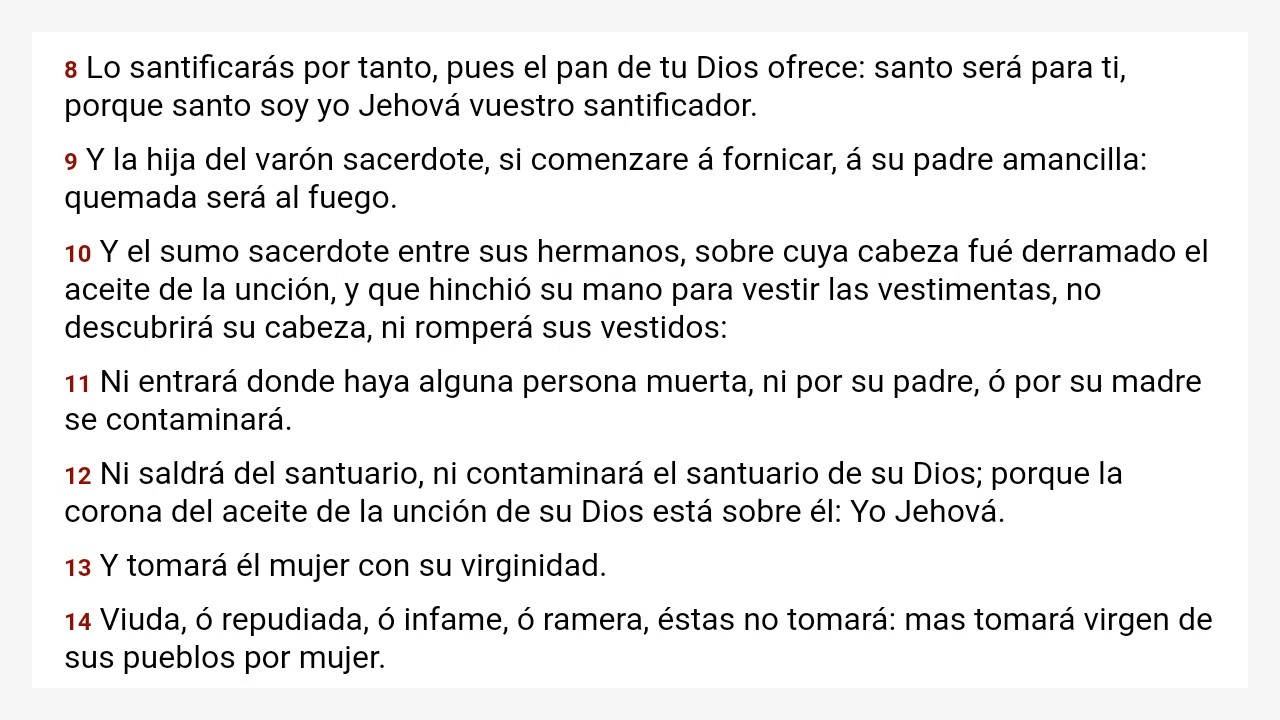 8 Lo santificarás por tanto, pues el pan de tu Dios ofrece: santo será para ti,
porque santo soy yo Jehová vuestro santificador.
9 Y la hija del varón sacerdote, si comenzare á fornicar, á su padre amancilla:
quemada será al fuego.
10 Y el sumo sacerdote entre sus hermanos, sobre cuya cabeza fué derramado el
aceite de la unción, y que hinchió su mano para vestir las vestimentas, no
descubrirá su cabeza, ni romperá sus vestidos:
11 Ni entrará donde haya alguna persona muerta, ni por su padre, ó por su madre
se contaminará.
12 Ni saldrá del santuario, ni contaminará el santuario de su Dios; porque la
corona del aceite de la unción de su Dios está sobre él: Yo Jehová.
13 Y tomará él mujer con su virginidad.
14 Viuda, ó repudiada, ó infame, ó ramera, éstas no tomará: mas tomará virgen de
sus pueblos por mujer.